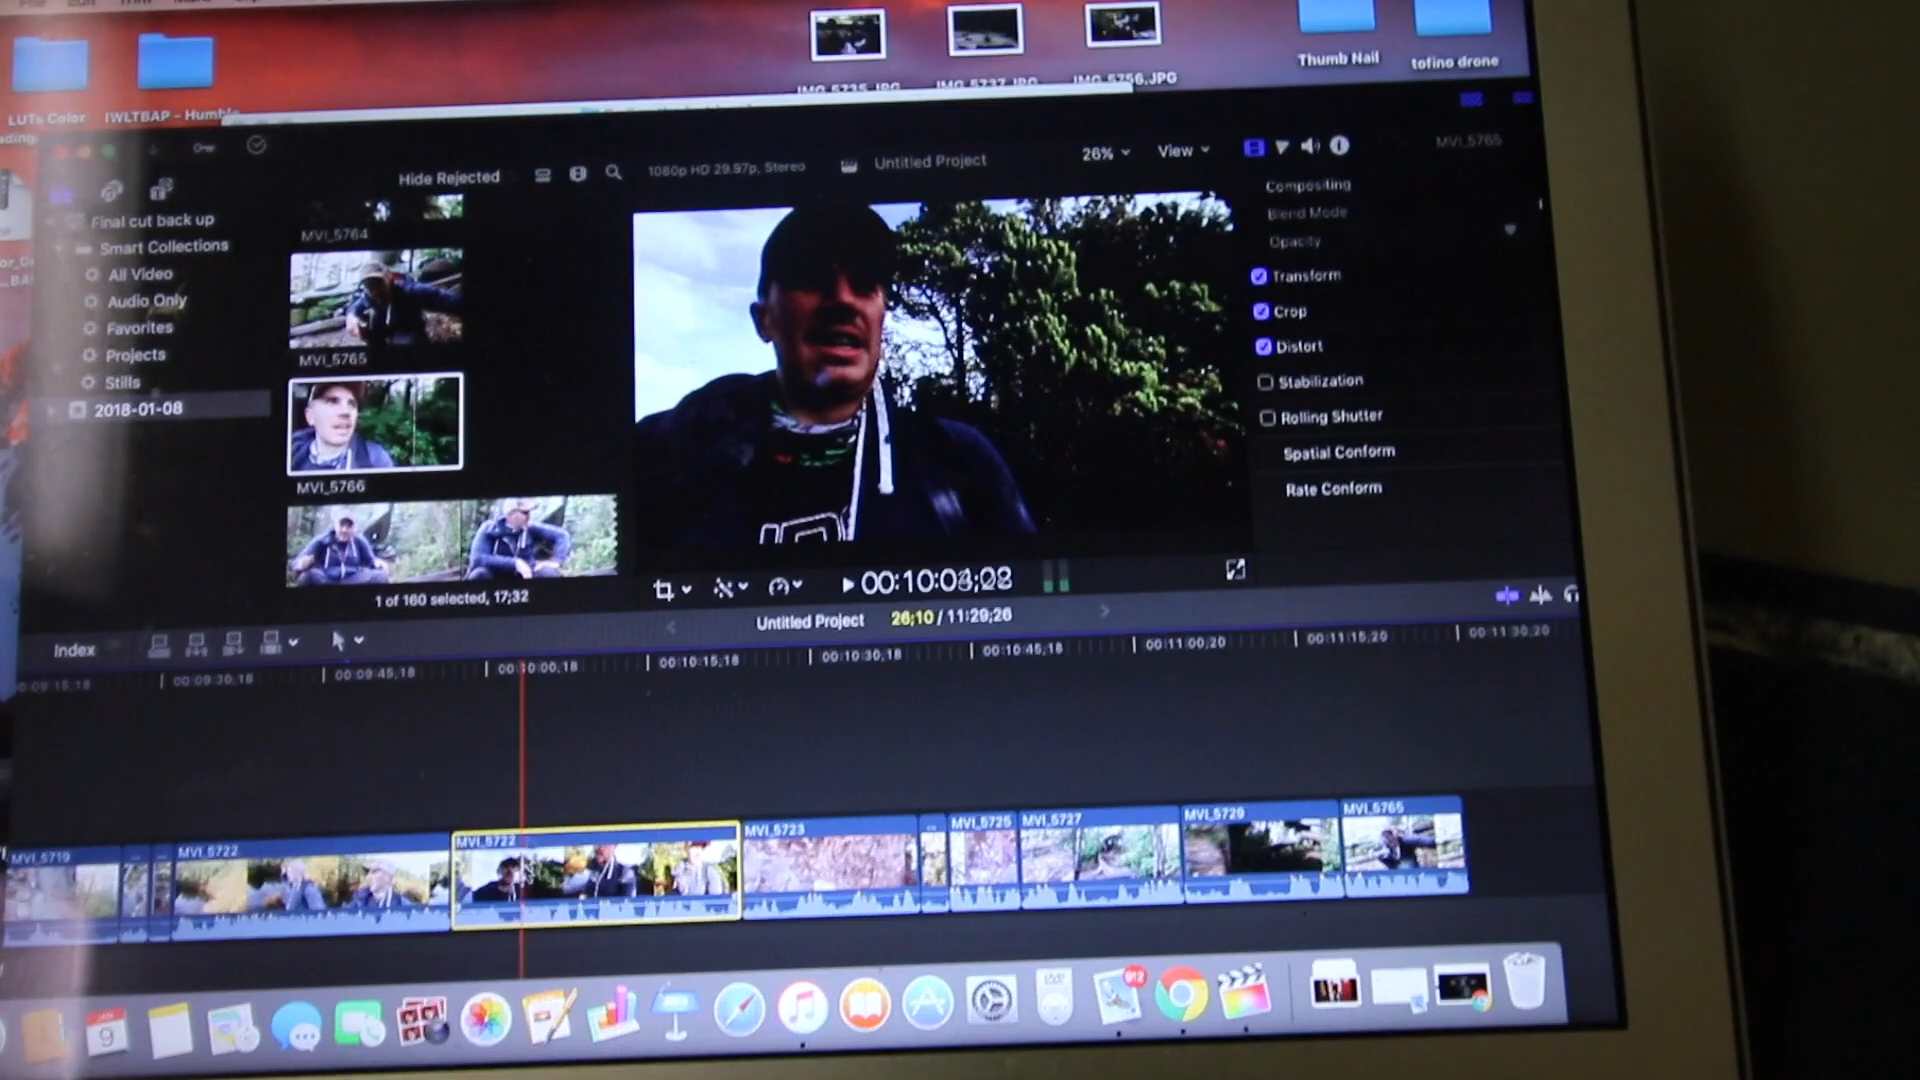 File Edit Trim
Thumb Nail
tofino drone
IMG_5735.JPG
IMG_5737.JPG
IMG_5756.JPG
LUTs Color
IWLTBAP - Humble
Hide Rejected
1080p HD 29.97p, Stereo
Untitled Project
26%
View
MVI_5765
Final cut back up
Smart Collections
All Video
Audio Only
Favorites
Projects
Stills
2018-01-08
MVI_5764
MVI_5765
MVI_5766
1 of 160 selected, 17;32
Compositing
Blend Mode
Opacity
Transform
Crop
Distort
Stabilization
Rolling Shutter
Spatial Conform
Rate Conform
Index
Untitled Project
26;10 / 11:29;26
00:09:15,18
00:09:30,18
00:09:45,18
00:10:00,18
00:10:15,18
00:10:30,18
00:10:45,18
00:11:00,20
00:11:15,20
00:11:30,20
MVI_5719
MVI_5722
MVI_5722
MVI_5723
MVI_5725
MVI_5727
MVI_5729
MVI_5765
JAN
9
912